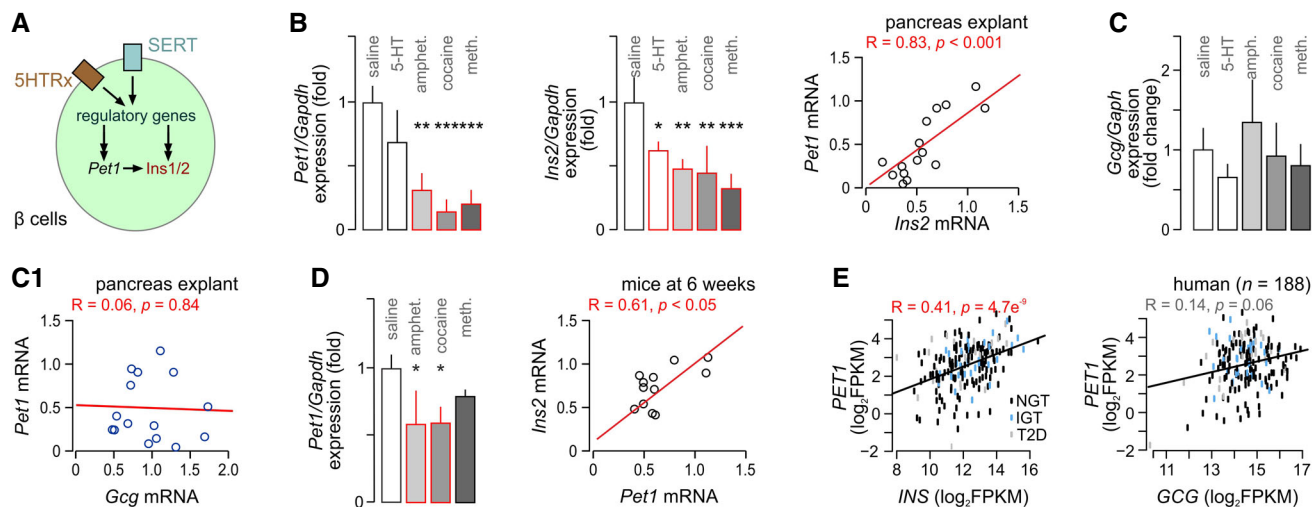 A
SERT
5HTRx
regulatory genes
Pet1
Ins1/2
β cells
B
Pet1/Gapdh
expression (fold)
1
0
saline
5-HT
amphet.
cocaine
meth.
**
***
***
Ins2/Gapdh
expression
(fold)
1
0
saline
5-HT
amphet.
cocaine
meth.
*
**
**
***
pancreas explant
R = 0.83, p < 0.001
Pet1 mRNA
1.5
1.0
0.5
0
0
0.5
1.0
1.5
Ins2 mRNA
C
Gcg/Gaph
expression
(fold change)
2
1
0
saline
5-HT
amph.
cocaine
meth.
C1
pancreas explant
R = 0.06, p = 0.84
Pet1 mRNA
1.5
1.0
0.5
0
0
0.5
1.0
1.5
2.0
Gcg mRNA
D
Pet1/Gapdh
expression (fold)
1
0
saline
amphet.
cocaine
meth.
*
*
mice at 6 weeks
R = 0.61, p < 0.05
Ins2 mRNA
1.5
1.0
0.5
0
0
0.5
1.0
1.5
Pet1 mRNA
E
R = 0.41, p = 4.7e-9
PET1
(log2FPKM)
4
2
0
−2
NGT
IGT
T2D
8
10
12
14
16
INS (log2FPKM)
human (n = 188)
R = 0.14, p = 0.06
PET1
(log2FPKM)
4
2
0
−2
11
13
15
17
GCG (log2FPKM)